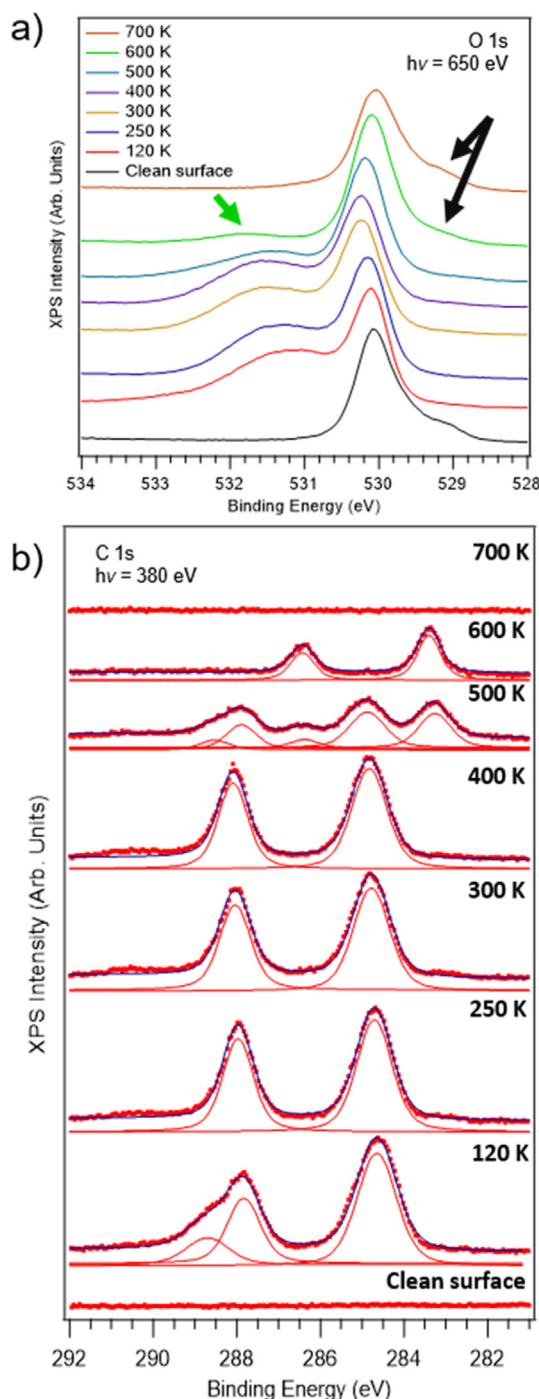 a)
700 K
600 K
500 K
400 K
300 K
250 K
120 K
Clean surface
O 1s
hν = 650 eV
XPS Intensity (Arb. Units)
534 533 532 531 530 529 528
Binding Energy (eV)
b)
C 1s
hν = 380 eV
700 K
600 K
500 K
400 K
300 K
250 K
120 K
Clean surface
XPS Intensity (Arb. Units)
292 290 288 286 284 282
Binding Energy (eV)